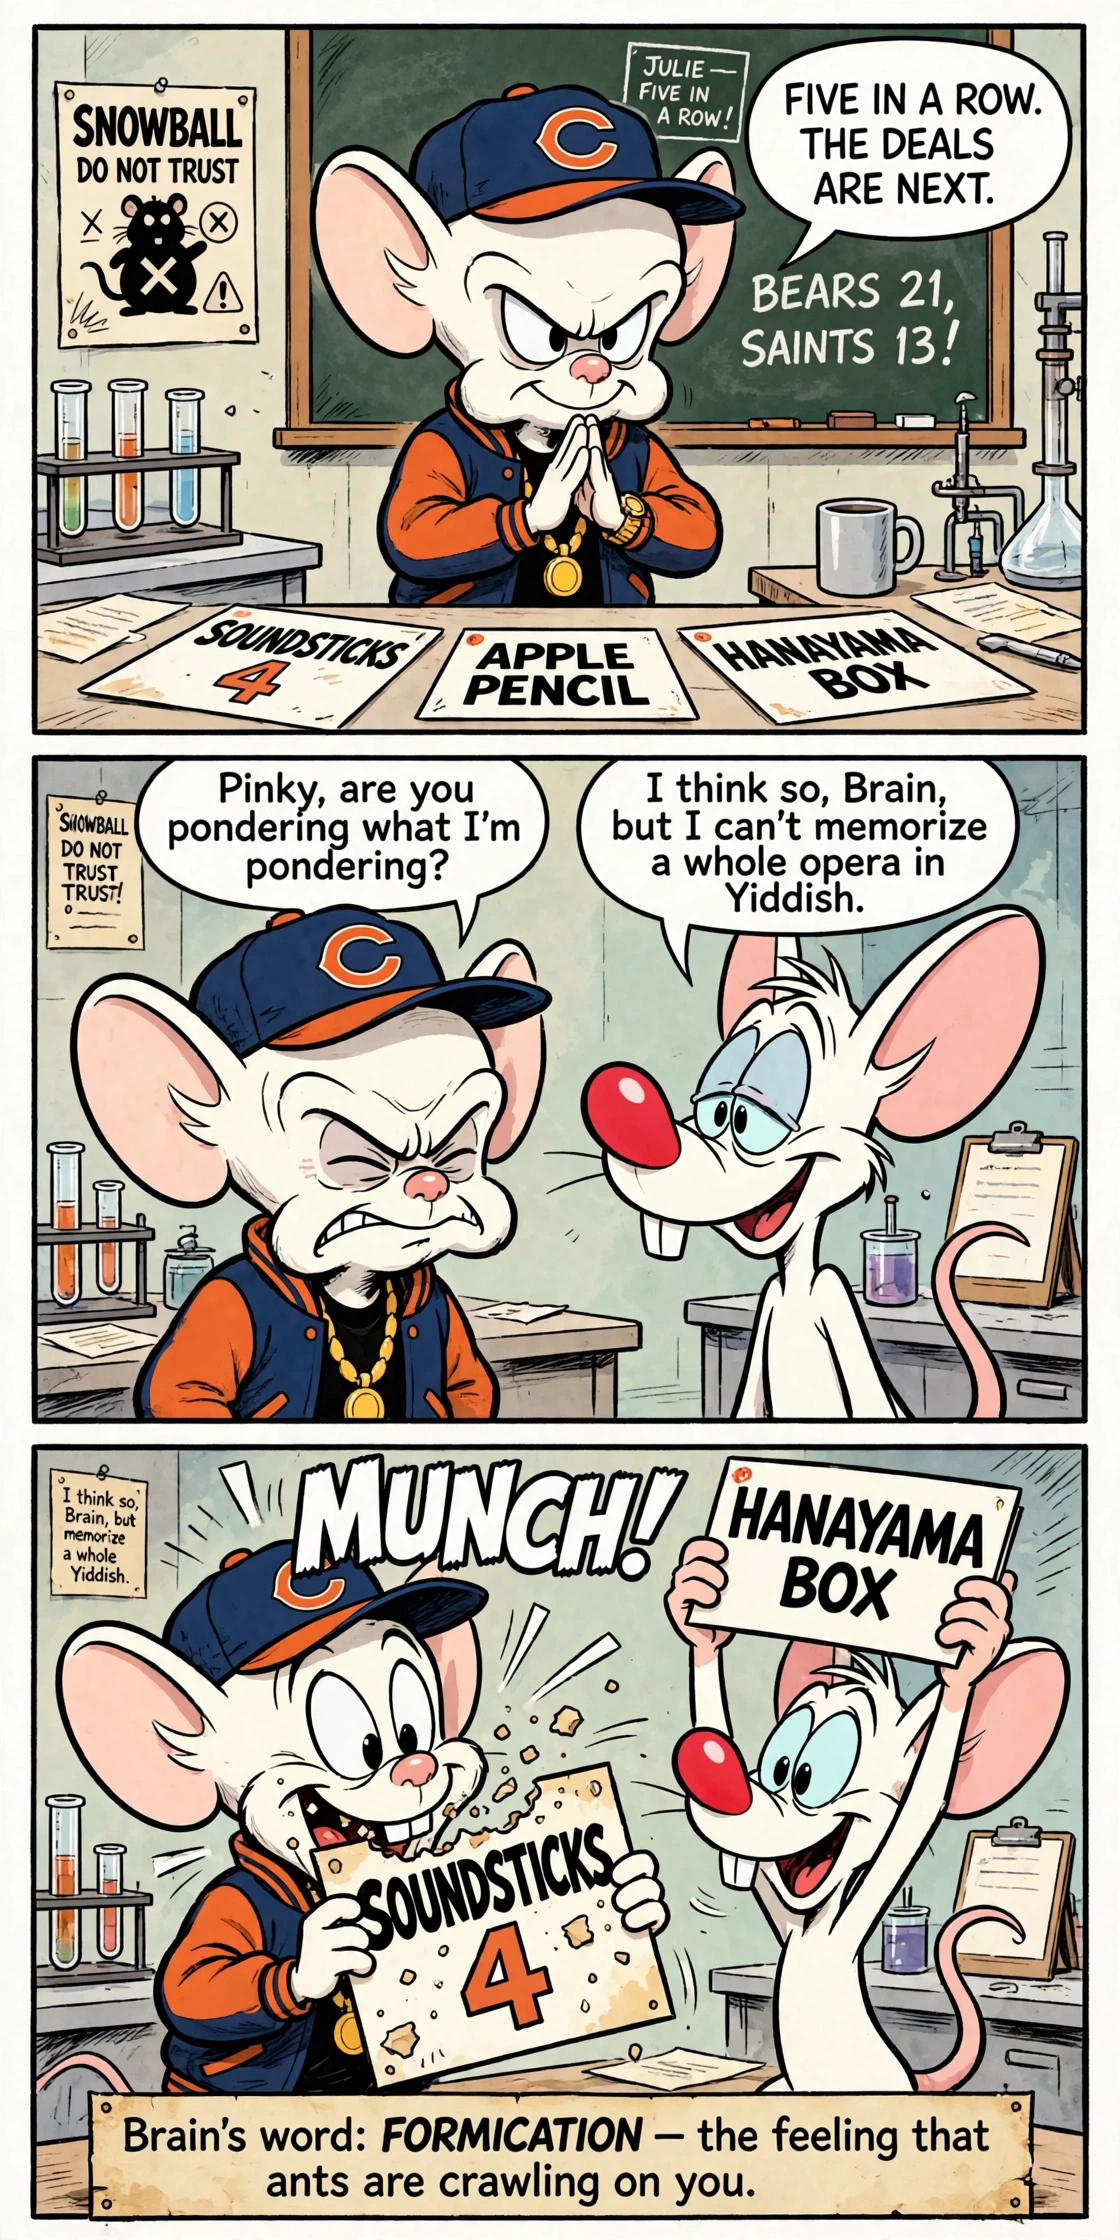 SNOWBALL
DO NOT TRUST
JULIE —
FIVE IN
A ROW!
C
FIVE IN A ROW.
THE DEALS
ARE NEXT.
BEARS 21,
SAINTS 13!
SOUNDSTICKS
4
APPLE
PENCIL
HANAYAMA
BOX
SNOWBALL
DO NOT
TRUST
TRUST!
Pinky, are you
pondering what I'm
pondering?
I think so, Brain,
but I can't memorize
a whole opera in
Yiddish.
C
I think so,
Brain, but
memorize
a whole
Yiddish.
MUNCH!
C
HANAYAMA
BOX
SOUNDSTICKS
4
Brain's word: FORMICATION — the feeling that
ants are crawling on you.